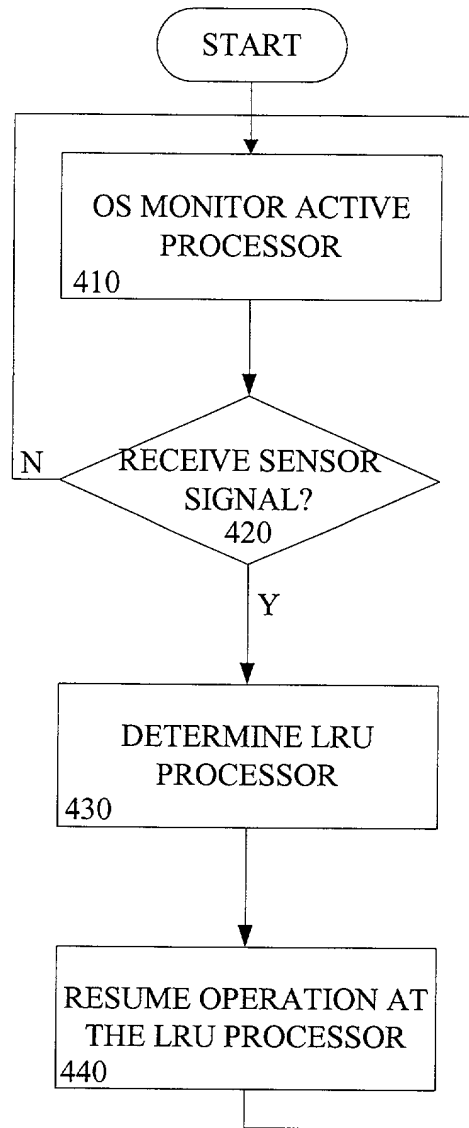 START
OS MONITOR ACTIVE
PROCESSOR
410
RECEIVE SENSOR
SIGNAL?
420
N
Y
DETERMINE LRU
PROCESSOR
430
RESUME OPERATION AT
THE LRU PROCESSOR
440